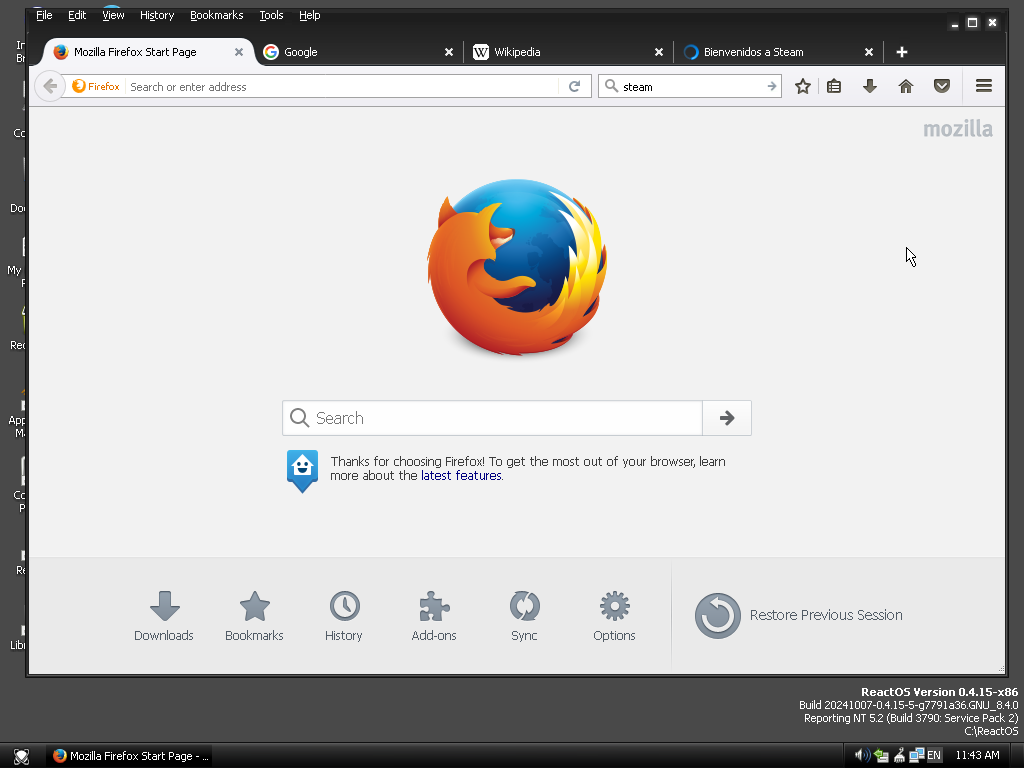 File Edit View History Bookmarks Tools Help
Mozilla Firefox Start Page
Google
Wikipedia
Bienvenidos a Steam
Firefox
Search or enter address
steam
mozilla
Search
Thanks for choosing Firefox! To get the most out of your browser, learn
more about the latest features.
Downloads
Bookmarks
History
Add-ons
Sync
Options
Restore Previous Session
ReactOS Version 0.4.15-x86
Build 20241007-0.4.15-5-g7791a36.GNU_8.4.0
Reporting NT 5.2 (Build 3790: Service Pack 2)
C:\ReactOS
Mozilla Firefox Start Page - ...
EN
11:43 AM